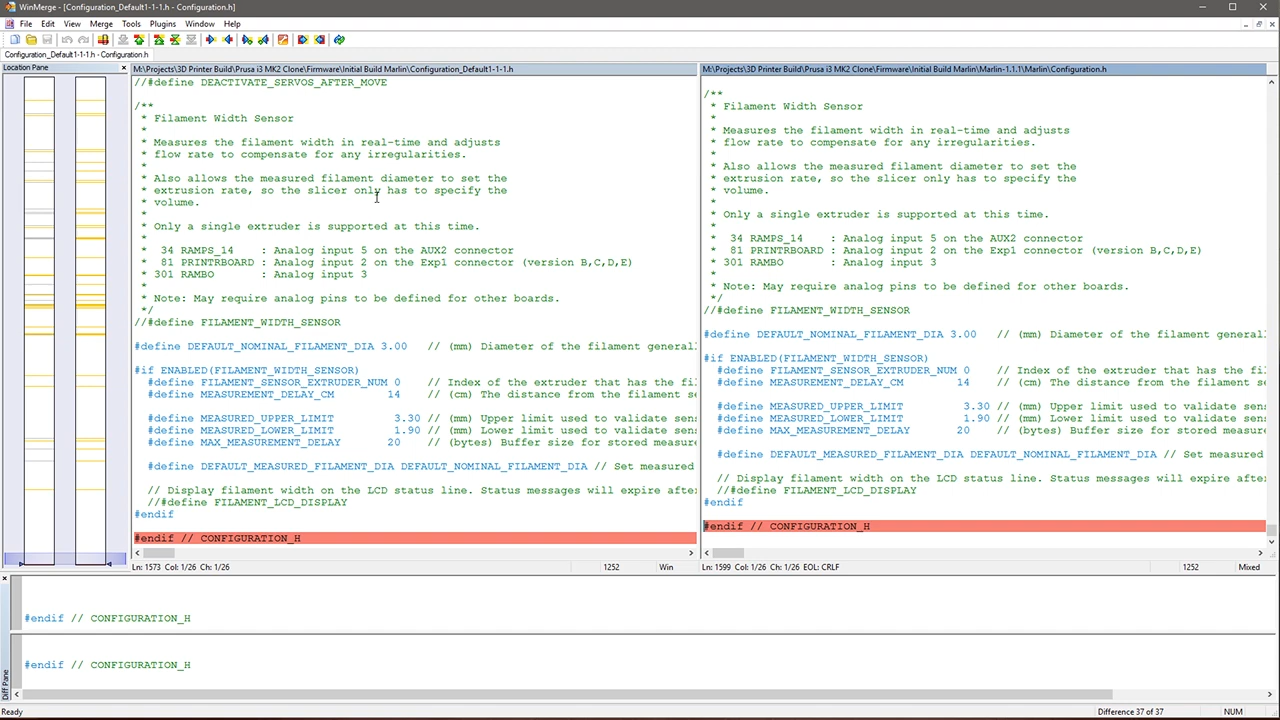 WinMerge - [Configuration_Default1-1-1.h - Configuration.h]
File Edit View Merge Tools Plugins Window Help
Configuration_Default1-1-1.h - Configuration.h
Location Pane
M:\Projects\3D Printer Build\Prusa i3 MK2 Clone\Firmware\Initial Build Marlin\Configuration_Default1-1-1.h
//#define DEACTIVATE_SERVOS_AFTER_MOVE
/**
* Filament Width Sensor
*
* Measures the filament width in real-time and adjusts
* flow rate to compensate for any irregularities.
*
* Also allows the measured filament diameter to set the
* extrusion rate, so the slicer only has to specify the
* volume.
*
* Only a single extruder is supported at this time.
*
* 34 RAMPS_14 : Analog input 5 on the AUX2 connector
* 81 PRINTRBOARD : Analog input 2 on the Exp1 connector (version B,C,D,E)
* 301 RAMBO : Analog input 3
*
* Note: May require analog pins to be defined for other boards.
*/
//#define FILAMENT_WIDTH_SENSOR
#define DEFAULT_NOMINAL_FILAMENT_DIA 3.00 // (mm) Diameter of the filament general
#if ENABLED(FILAMENT_WIDTH_SENSOR)
#define FILAMENT_SENSOR_EXTRUDER_NUM 0 // Index of the extruder that has the fi
#define MEASUREMENT_DELAY_CM 14 // (cm) The distance from the filament s
#define MEASURED_UPPER_LIMIT 3.30 // (mm) Upper limit used to validate sen
#define MEASURED_LOWER_LIMIT 1.90 // (mm) Lower limit used to validate sen
#define MAX_MEASUREMENT_DELAY 20 // (bytes) Buffer size for stored measur
#define DEFAULT_MEASURED_FILAMENT_DIA DEFAULT_NOMINAL_FILAMENT_DIA // Set measured
// Display filament width on the LCD status line. Status messages will expire afte
//#define FILAMENT_LCD_DISPLAY
#endif
#endif // CONFIGURATION_H
Ln: 1573 Col: 1/26 Ch: 1/26 1252 Win
M:\Projects\3D Printer Build\Prusa i3 MK2 Clone\Firmware\Initial Build Marlin\Marlin-1.1.1\Marlin\Configuration.h
/**
* Filament Width Sensor
*
* Measures the filament width in real-time and adjusts
* flow rate to compensate for any irregularities.
*
* Also allows the measured filament diameter to set the
* extrusion rate, so the slicer only has to specify the
* volume.
*
* Only a single extruder is supported at this time.
*
* 34 RAMPS_14 : Analog input 5 on the AUX2 connector
* 81 PRINTRBOARD : Analog input 2 on the Exp1 connector (version B,C,D,E)
* 301 RAMBO : Analog input 3
*
* Note: May require analog pins to be defined for other boards.
*/
//#define FILAMENT_WIDTH_SENSOR
#define DEFAULT_NOMINAL_FILAMENT_DIA 3.00 // (mm) Diameter of the filament general
#if ENABLED(FILAMENT_WIDTH_SENSOR)
#define FILAMENT_SENSOR_EXTRUDER_NUM 0 // Index of the extruder that has the fi
#define MEASUREMENT_DELAY_CM 14 // (cm) The distance from the filament se
#define MEASURED_UPPER_LIMIT 3.30 // (mm) Upper limit used to validate sens
#define MEASURED_LOWER_LIMIT 1.90 // (mm) Lower limit used to validate sens
#define MAX_MEASUREMENT_DELAY 20 // (bytes) Buffer size for stored measure
#define DEFAULT_MEASURED_FILAMENT_DIA DEFAULT_NOMINAL_FILAMENT_DIA // Set measured
// Display filament width on the LCD status line. Status messages will expire afte
//#define FILAMENT_LCD_DISPLAY
#endif
#endif // CONFIGURATION_H
Ln: 1599 Col: 1/26 Ch: 1/26 EOL: CRLF 1252 Mixed
Diff Pane
#endif // CONFIGURATION_H
#endif // CONFIGURATION_H
Ready Difference 37 of 37 NUM